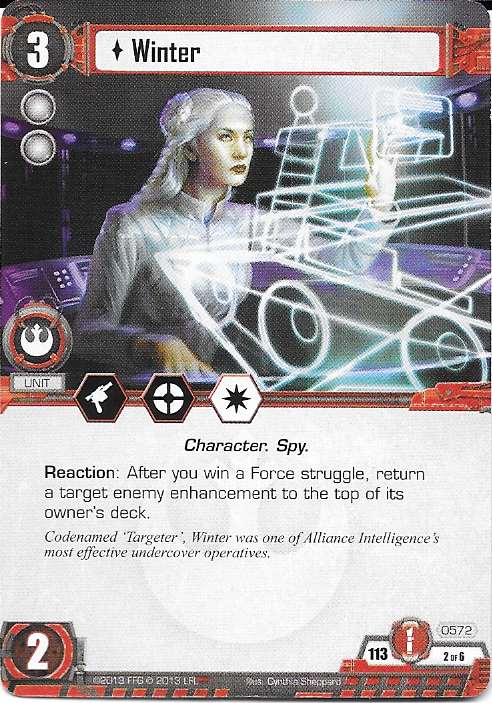 3
Winter
UNIT
Character. Spy.
Reaction: After you win a Force struggle, return
a target enemy enhancement to the top of its
owner's deck.
Codenamed 'Targeter', Winter was one of Alliance Intelligence's
most effective undercover operatives.
2
0572
113
2 OF 6
©2013 FFG © 2013 LFL
Illus. Cynthia Sheppard